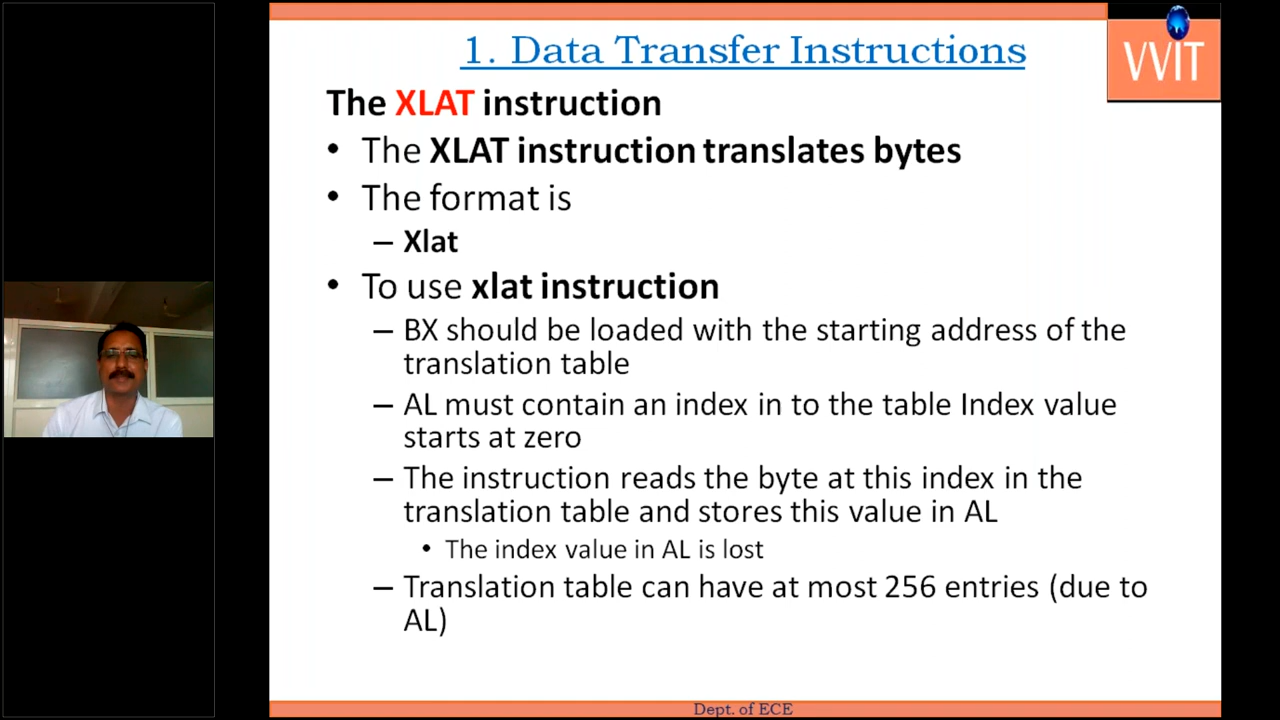 1. Data Transfer Instructions
VVIT
The XLAT instruction
• The XLAT instruction translates bytes
• The format is
– Xlat
• To use xlat instruction
– BX should be loaded with the starting address of the
translation table
– AL must contain an index in to the table Index value
starts at zero
– The instruction reads the byte at this index in the
translation table and stores this value in AL
• The index value in AL is lost
– Translation table can have at most 256 entries (due to
AL)
Dept. of ECE